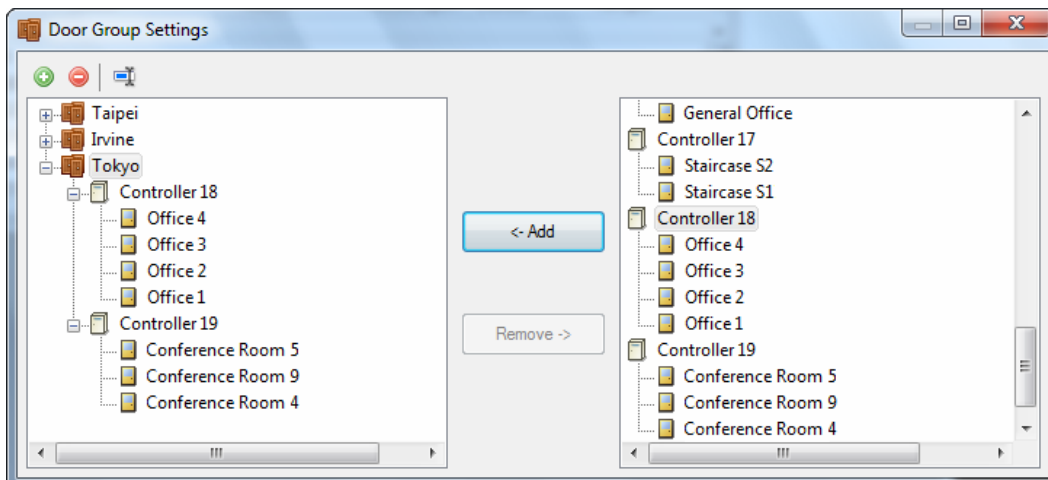 Door Group Settings
Taipei
Irvine
Tokyo
Controller 18
Office 4
Office 3
Office 2
Office 1
Controller 19
Conference Room 5
Conference Room 9
Conference Room 4
<- Add
Remove ->
General Office
Controller 17
Staircase S2
Staircase S1
Controller 18
Office 4
Office 3
Office 2
Office 1
Controller 19
Conference Room 5
Conference Room 9
Conference Room 4